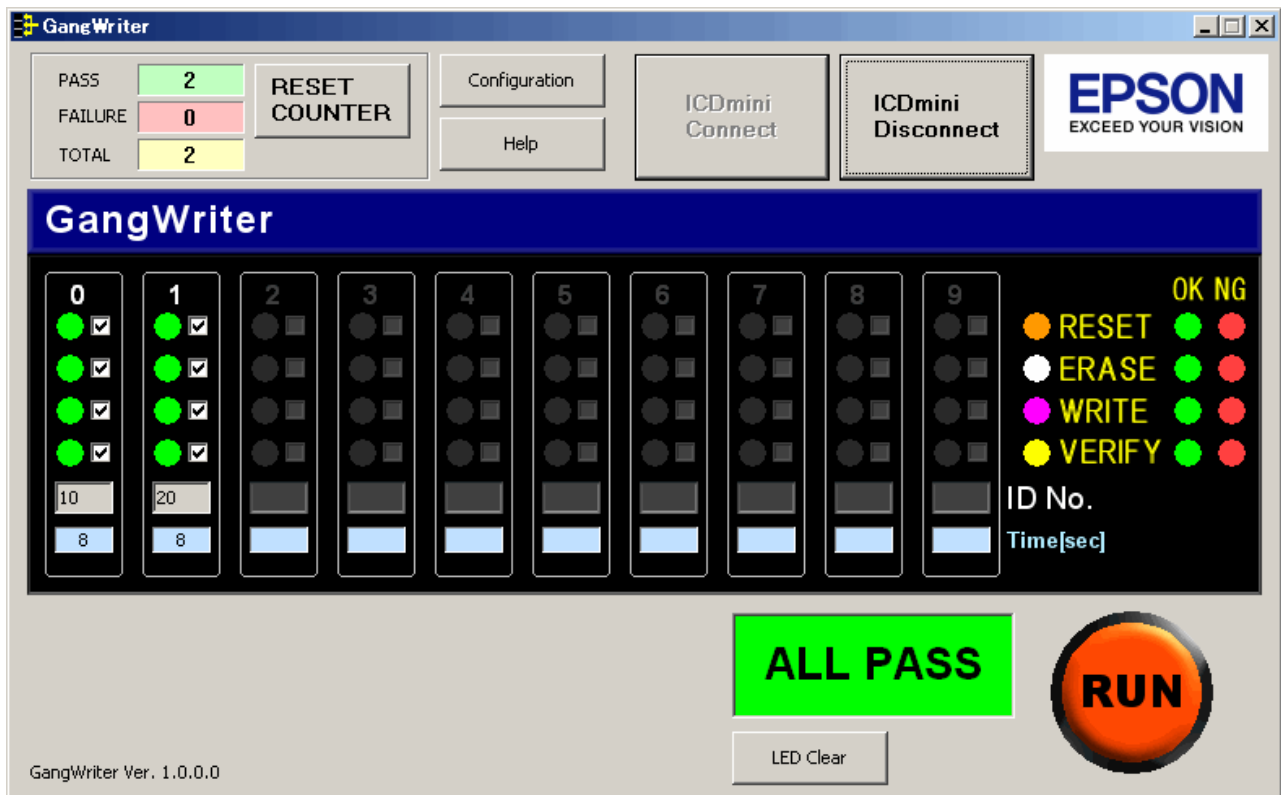 GangWriter
PASS 2
FAILURE 0
TOTAL 2
RESET
COUNTER
Configuration
Help
ICDmini
Connect
ICDmini
Disconnect
EPSON
EXCEED YOUR VISION
GangWriter
0 1 2 3 4 5 6 7 8 9
OK NG
RESET
ERASE
WRITE
VERIFY
10 20 ID No.
8 8 Time[sec]
ALL PASS
RUN
LED Clear
GangWriter Ver. 1.0.0.0